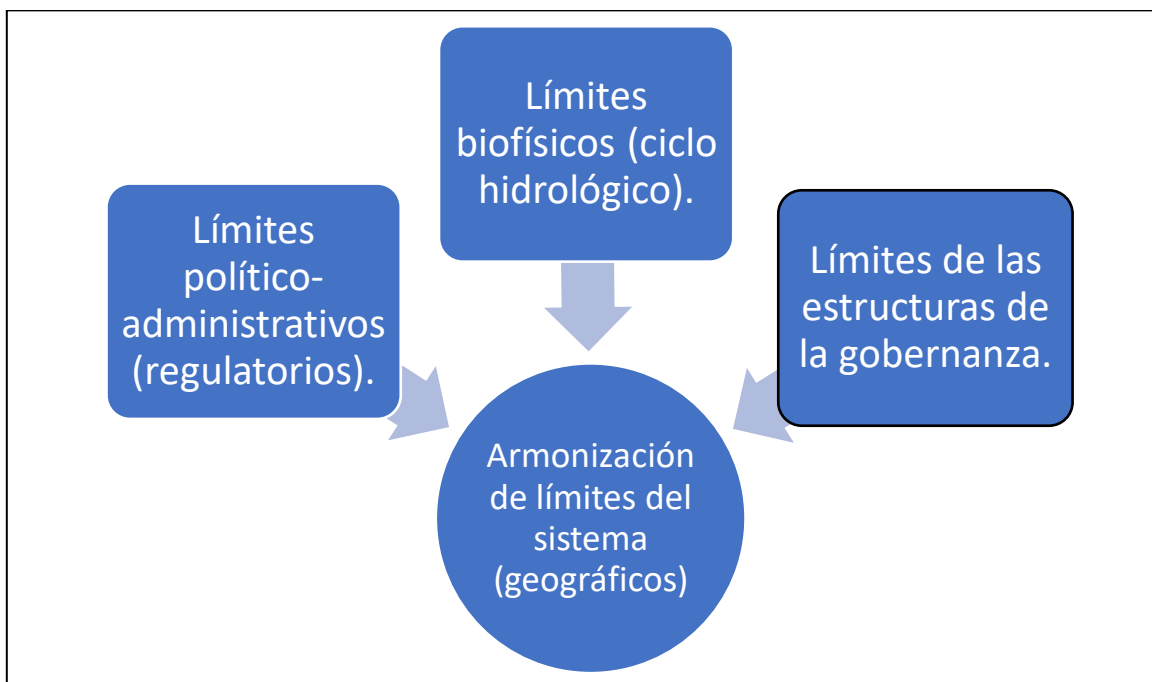 Límites
biofísicos (ciclo
hidrológico).
Límites
político-
administrativos
(regulatorios).
Límites de las
estructuras de
la gobernanza.
Armonización
de límites del
sistema
(geográficos)